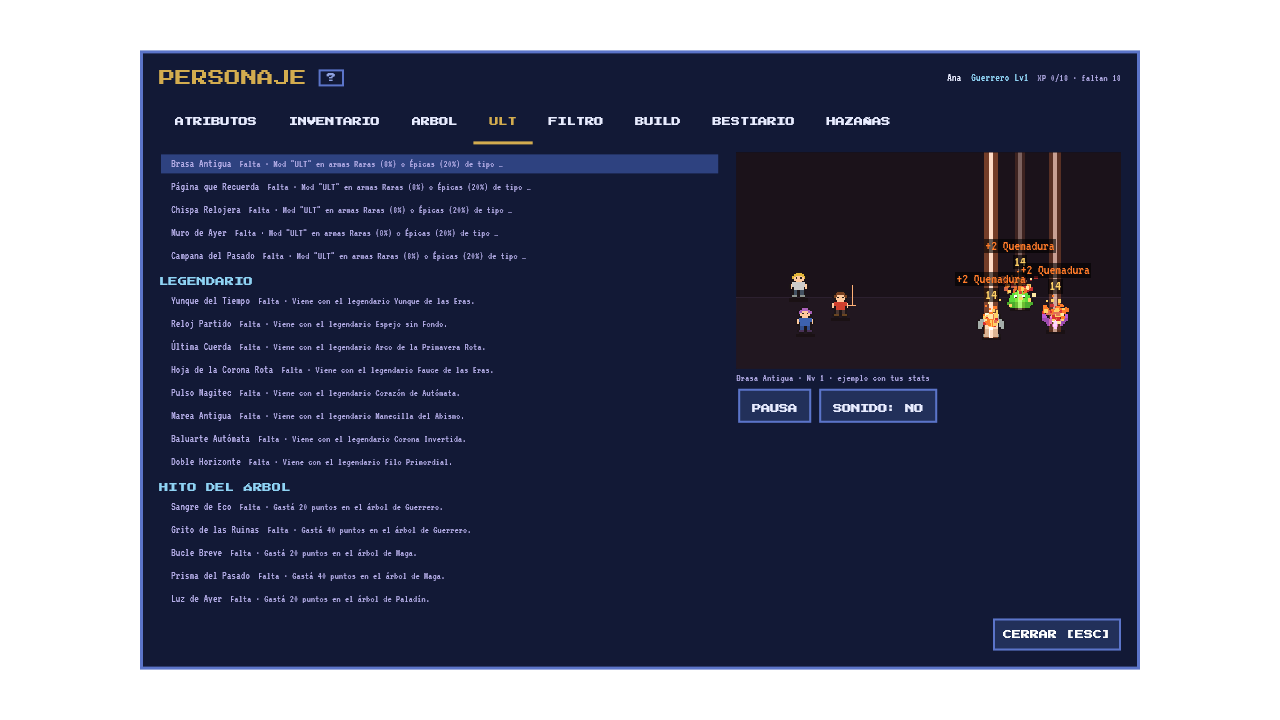 PERSONAJE ?
Ana Guerrero Lv1 XP 0/10 · faltan 10
ATRIBUTOS INVENTARIO ARBOL ULT FILTRO BUILD BESTIARIO HAZAÑAS
Brasa Antigua Falta · Mod "ULT" en armas Raras (8%) o Épicas (20%) de tipo …
Página que Recuerda Falta · Mod "ULT" en armas Raras (8%) o Épicas (20%) de tipo …
Chispa Relojera Falta · Mod "ULT" en armas Raras (8%) o Épicas (20%) de tipo …
Muro de Ayer Falta · Mod "ULT" en armas Raras (8%) o Épicas (20%) de tipo …
Campana del Pasado Falta · Mod "ULT" en armas Raras (8%) o Épicas (20%) de tipo …
LEGENDARIO
Yunque del Tiempo Falta · Viene con el legendario Yunque de las Eras.
Reloj Partido Falta · Viene con el legendario Espejo sin Fondo.
Última Cuerda Falta · Viene con el legendario Arco de la Primavera Rota.
Hoja de la Corona Rota Falta · Viene con el legendario Fauce de las Eras.
Pulso Magitec Falta · Viene con el legendario Corazón de Autómata.
Marea Antigua Falta · Viene con el legendario Manecilla del Abismo.
Baluarte Autómata Falta · Viene con el legendario Corona Invertida.
Doble Horizonte Falta · Viene con el legendario Filo Primordial.
HITO DEL ÁRBOL
Sangre de Eco Falta · Gastá 20 puntos en el árbol de Guerrero.
Grito de las Ruinas Falta · Gastá 40 puntos en el árbol de Guerrero.
Bucle Breve Falta · Gastá 20 puntos en el árbol de Maga.
Prisma del Pasado Falta · Gastá 40 puntos en el árbol de Maga.
Luz de Ayer Falta · Gastá 20 puntos en el árbol de Paladín.
+2 Quemadura
14
+2 Quemadura
+2 Quemadura
14
14
Brasa Antigua · Nv 1 · ejemplo con tus stats
PAUSA SONIDO: NO
CERRAR [ESC]